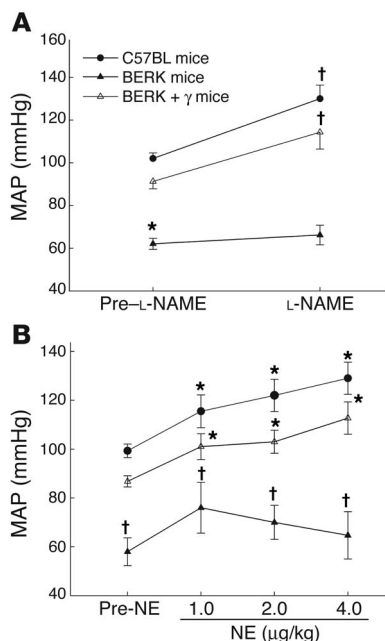 A
160
C57BL mice
BERK mice
BERK + γ mice
140
120
100
80
60
40
MAP (mmHg)
†
†
*
Pre–L-NAME
L-NAME
B
140
120
100
80
60
40
MAP (mmHg)
*
*
*
*
*
*
†
†
†
†
Pre-NE
1.0
2.0
4.0
NE (μg/kg)